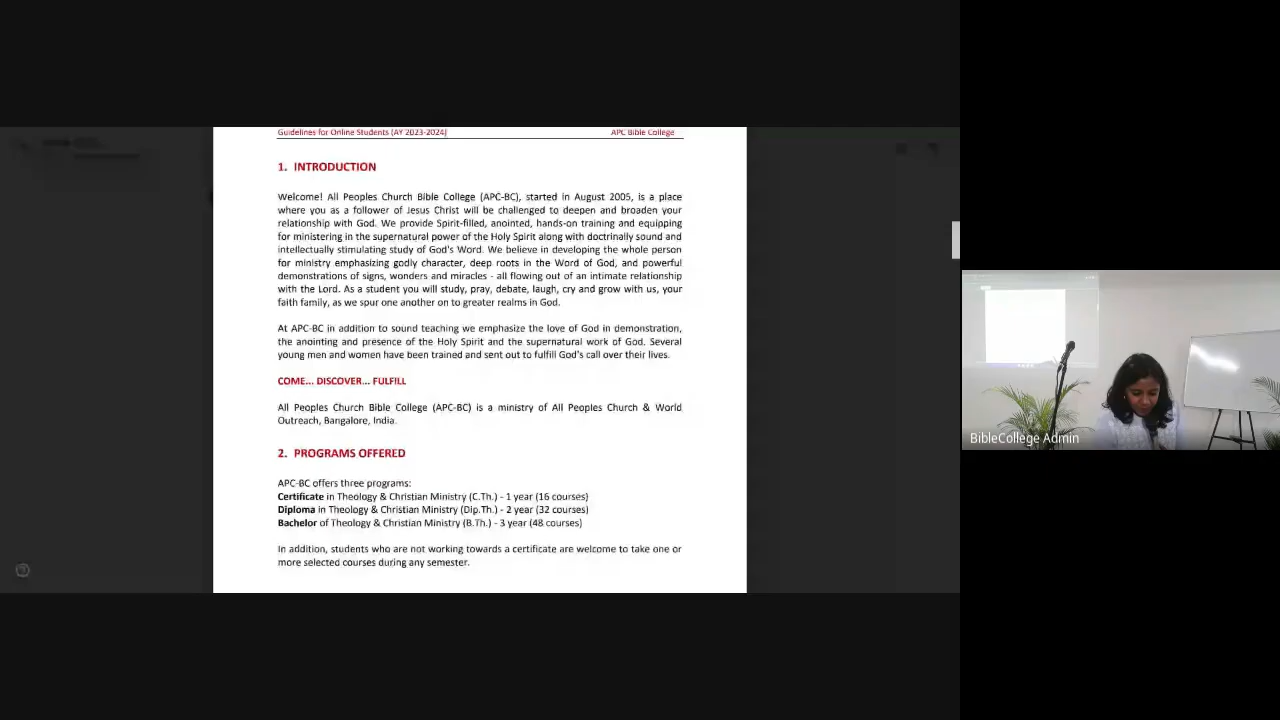 Guidelines for Online Students (AY 2023-2024) APC Bible College
1. INTRODUCTION
Welcome! All Peoples Church Bible College (APC-BC), started in August 2005, is a place
where you as a follower of Jesus Christ will be challenged to deepen and broaden your
relationship with God. We provide Spirit-filled, anointed, hands-on training and equipping
for ministering in the supernatural power of the Holy Spirit along with doctrinally sound and
intellectually stimulating study of God's Word. We believe in developing the whole person
for ministry emphasizing godly character, deep roots in the Word of God, and powerful
demonstrations of signs, wonders and miracles - all flowing out of an intimate relationship
with the Lord. As a student you will study, pray, debate, laugh, cry and grow with us, your
faith family, as we spur one another on to greater realms in God.
At APC-BC in addition to sound teaching we emphasize the love of God in demonstration,
the anointing and presence of the Holy Spirit and the supernatural work of God. Several
young men and women have been trained and sent out to fulfill God's call over their lives.
COME... DISCOVER... FULFILL
All Peoples Church Bible College (APC-BC) is a ministry of All Peoples Church & World
Outreach, Bangalore, India.
2. PROGRAMS OFFERED
APC-BC offers three programs:
Certificate in Theology & Christian Ministry (C.Th.) - 1 year (16 courses)
Diploma in Theology & Christian Ministry (Dip.Th.) - 2 year (32 courses)
Bachelor of Theology & Christian Ministry (B.Th.) - 3 year (48 courses)
In addition, students who are not working towards a certificate are welcome to take one or
more selected courses during any semester.
BibleCollege Admin